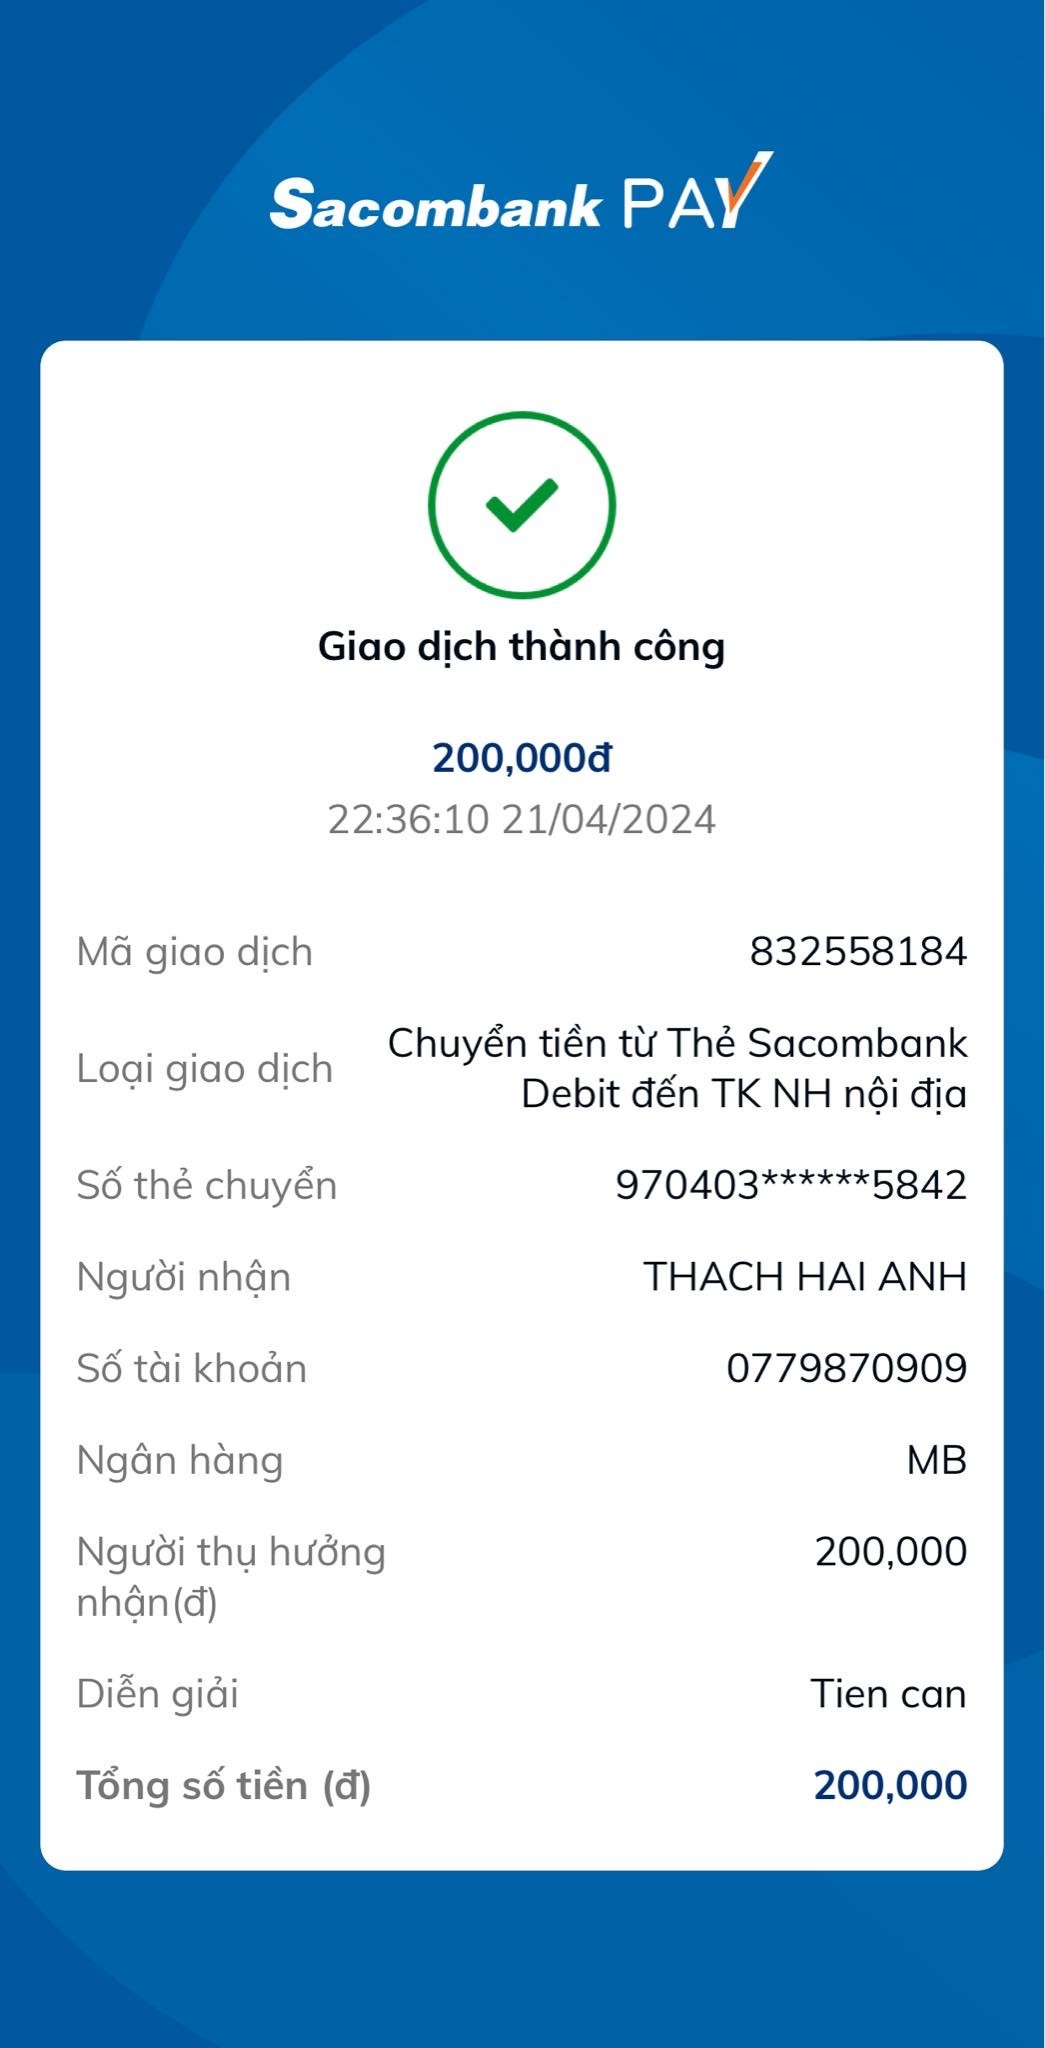 Sacombank PAY
Giao dịch thành công
200,000đ
22:36:10 21/04/2024
Mã giao dịch 832558184
Loại giao dịch Chuyển tiền từ Thẻ Sacombank
Debit đến TK NH nội địa
Số thẻ chuyển 970403******5842
Người nhận THACH HAI ANH
Số tài khoản 0779870909
Ngân hàng MB
Người thụ hưởng 200,000
nhận(đ)
Diễn giải Tien can
Tổng số tiền (đ) 200,000